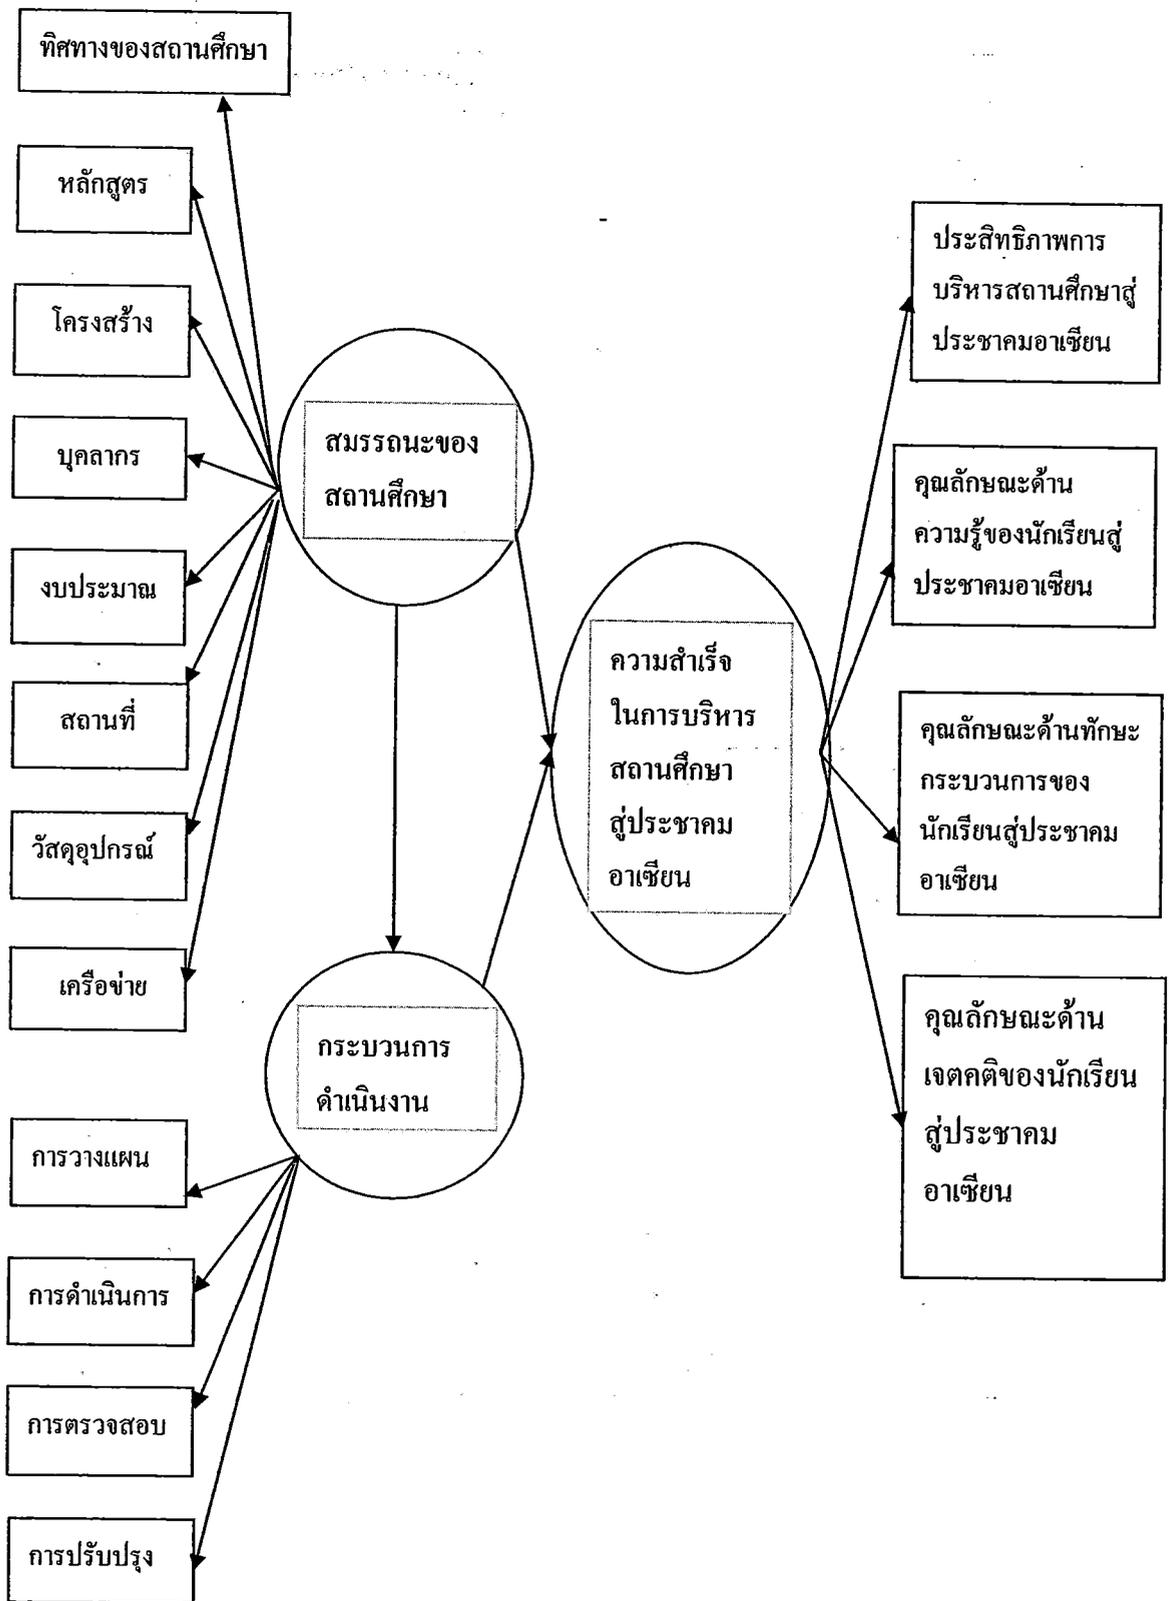 ทิศทางของสถานศึกษา
หลักสูตร
โครงสร้าง
บุคลากร
งบประมาณ
สถานที่
วัสดุอุปกรณ์
เครือข่าย
การวางแผน
การดำเนินการ
การตรวจสอบ
การปรับปรุง
สมรรถนะของ
สถานศึกษา
กระบวนการ
ดำเนินงาน
ความสำเร็จ
ในการบริหาร
สถานศึกษา
สู่ประชาคม
อาเซียน
ประสิทธิภาพการ
บริหารสถานศึกษาสู่
ประชาคมอาเซียน
คุณลักษณะด้าน
ความรู้ของนักเรียนสู่
ประชาคมอาเซียน
คุณลักษณะด้านทักษะ
กระบวนการของ
นักเรียนสู่ประชาคม
อาเซียน
คุณลักษณะด้าน
เจตคติของนักเรียน
สู่ประชาคม
อาเซียน